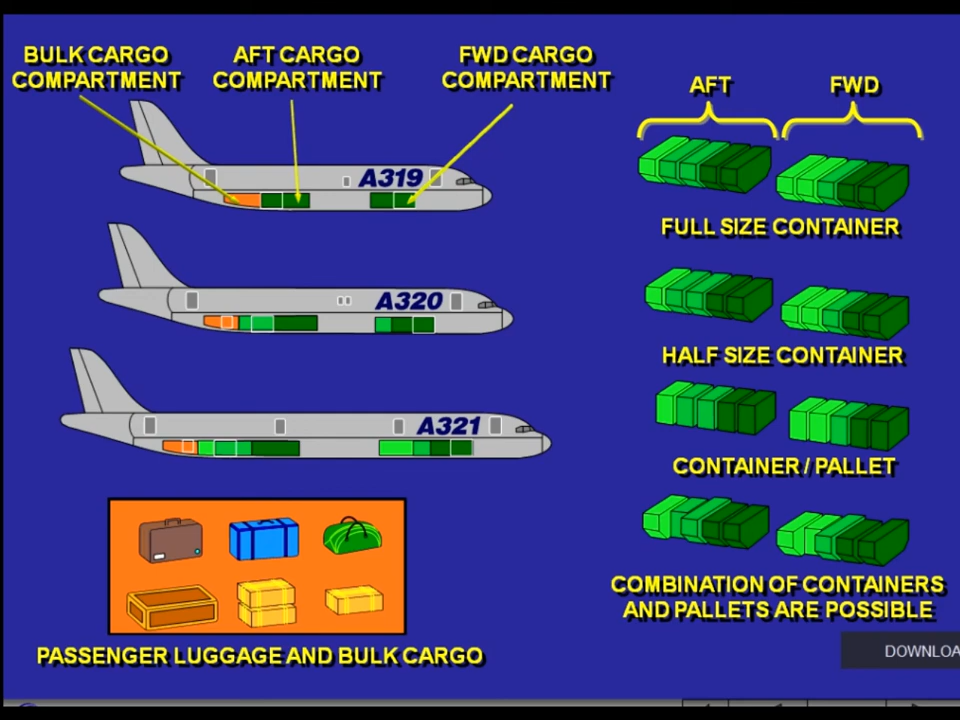 BULK CARGO
COMPARTMENT
AFT CARGO
COMPARTMENT
FWD CARGO
COMPARTMENT
AFT
FWD
A319
FULL SIZE CONTAINER
A320
HALF SIZE CONTAINER
A321
CONTAINER / PALLET
COMBINATION OF CONTAINERS
AND PALLETS ARE POSSIBLE
PASSENGER LUGGAGE AND BULK CARGO
DOWNLOA